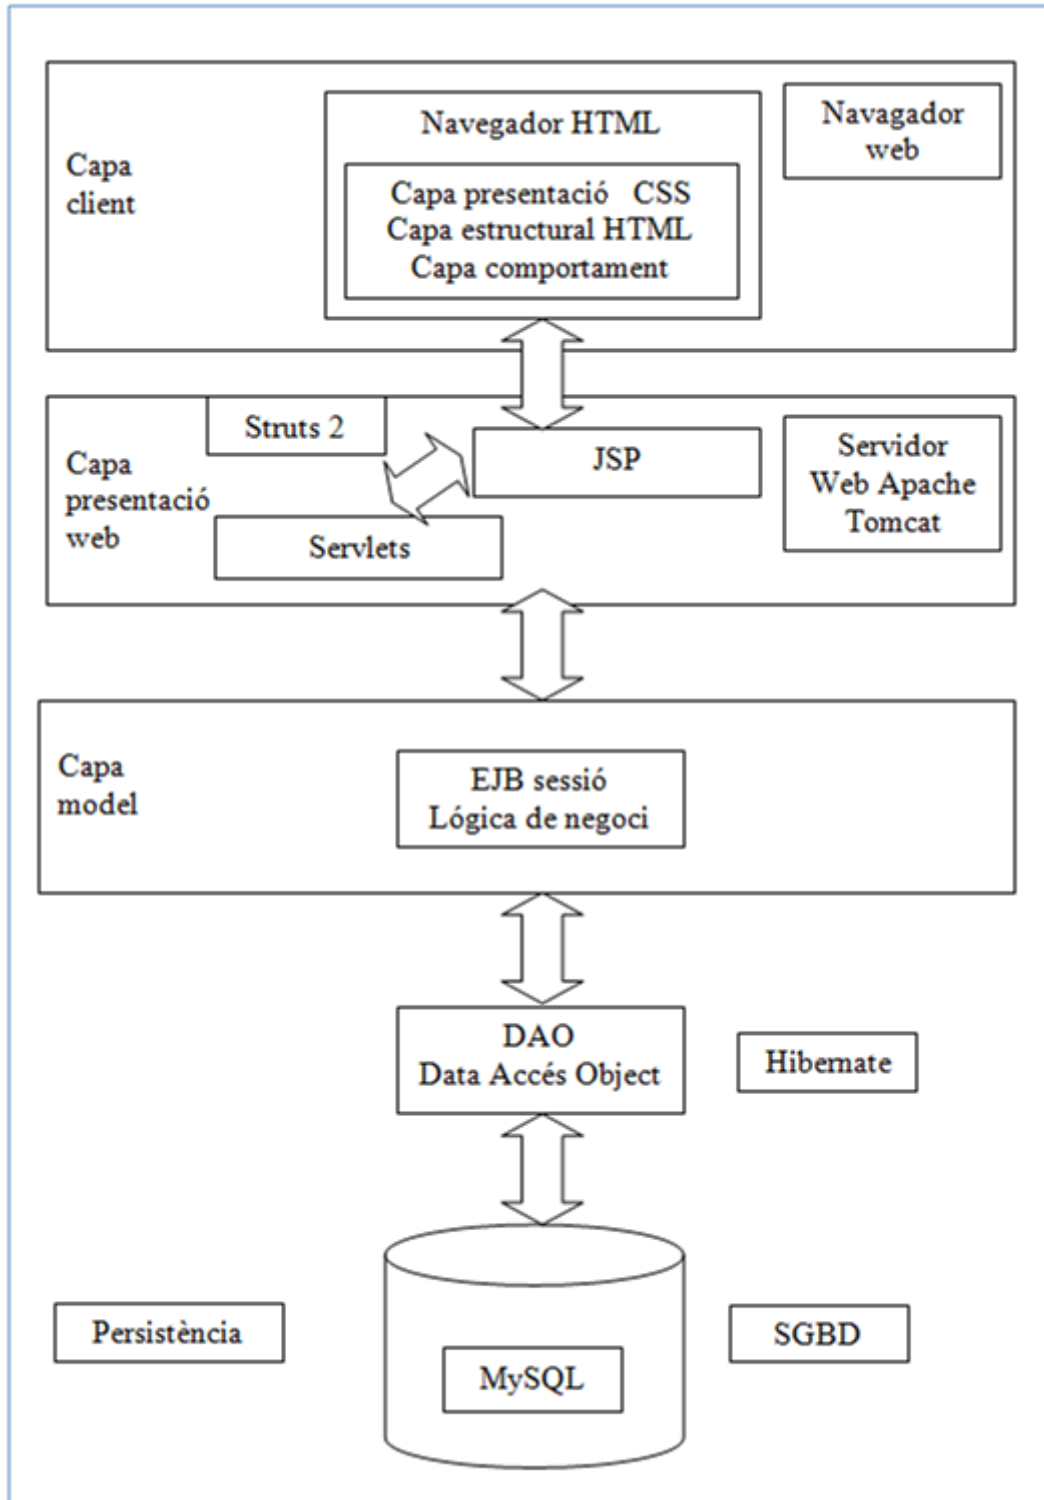 Navegador HTML
Navagador
web
Capa
client
Capa presentació CSS
Capa estructural HTML
Capa comportament
Struts 2
JSP
Servidor
Web Apache
Tomcat
Capa
presentació
web
Servlets
Capa
model
EJB sessió
Lógica de negoci
DAO
Data Accés Object
Hibernate
Persistència
SGBD
MySQL